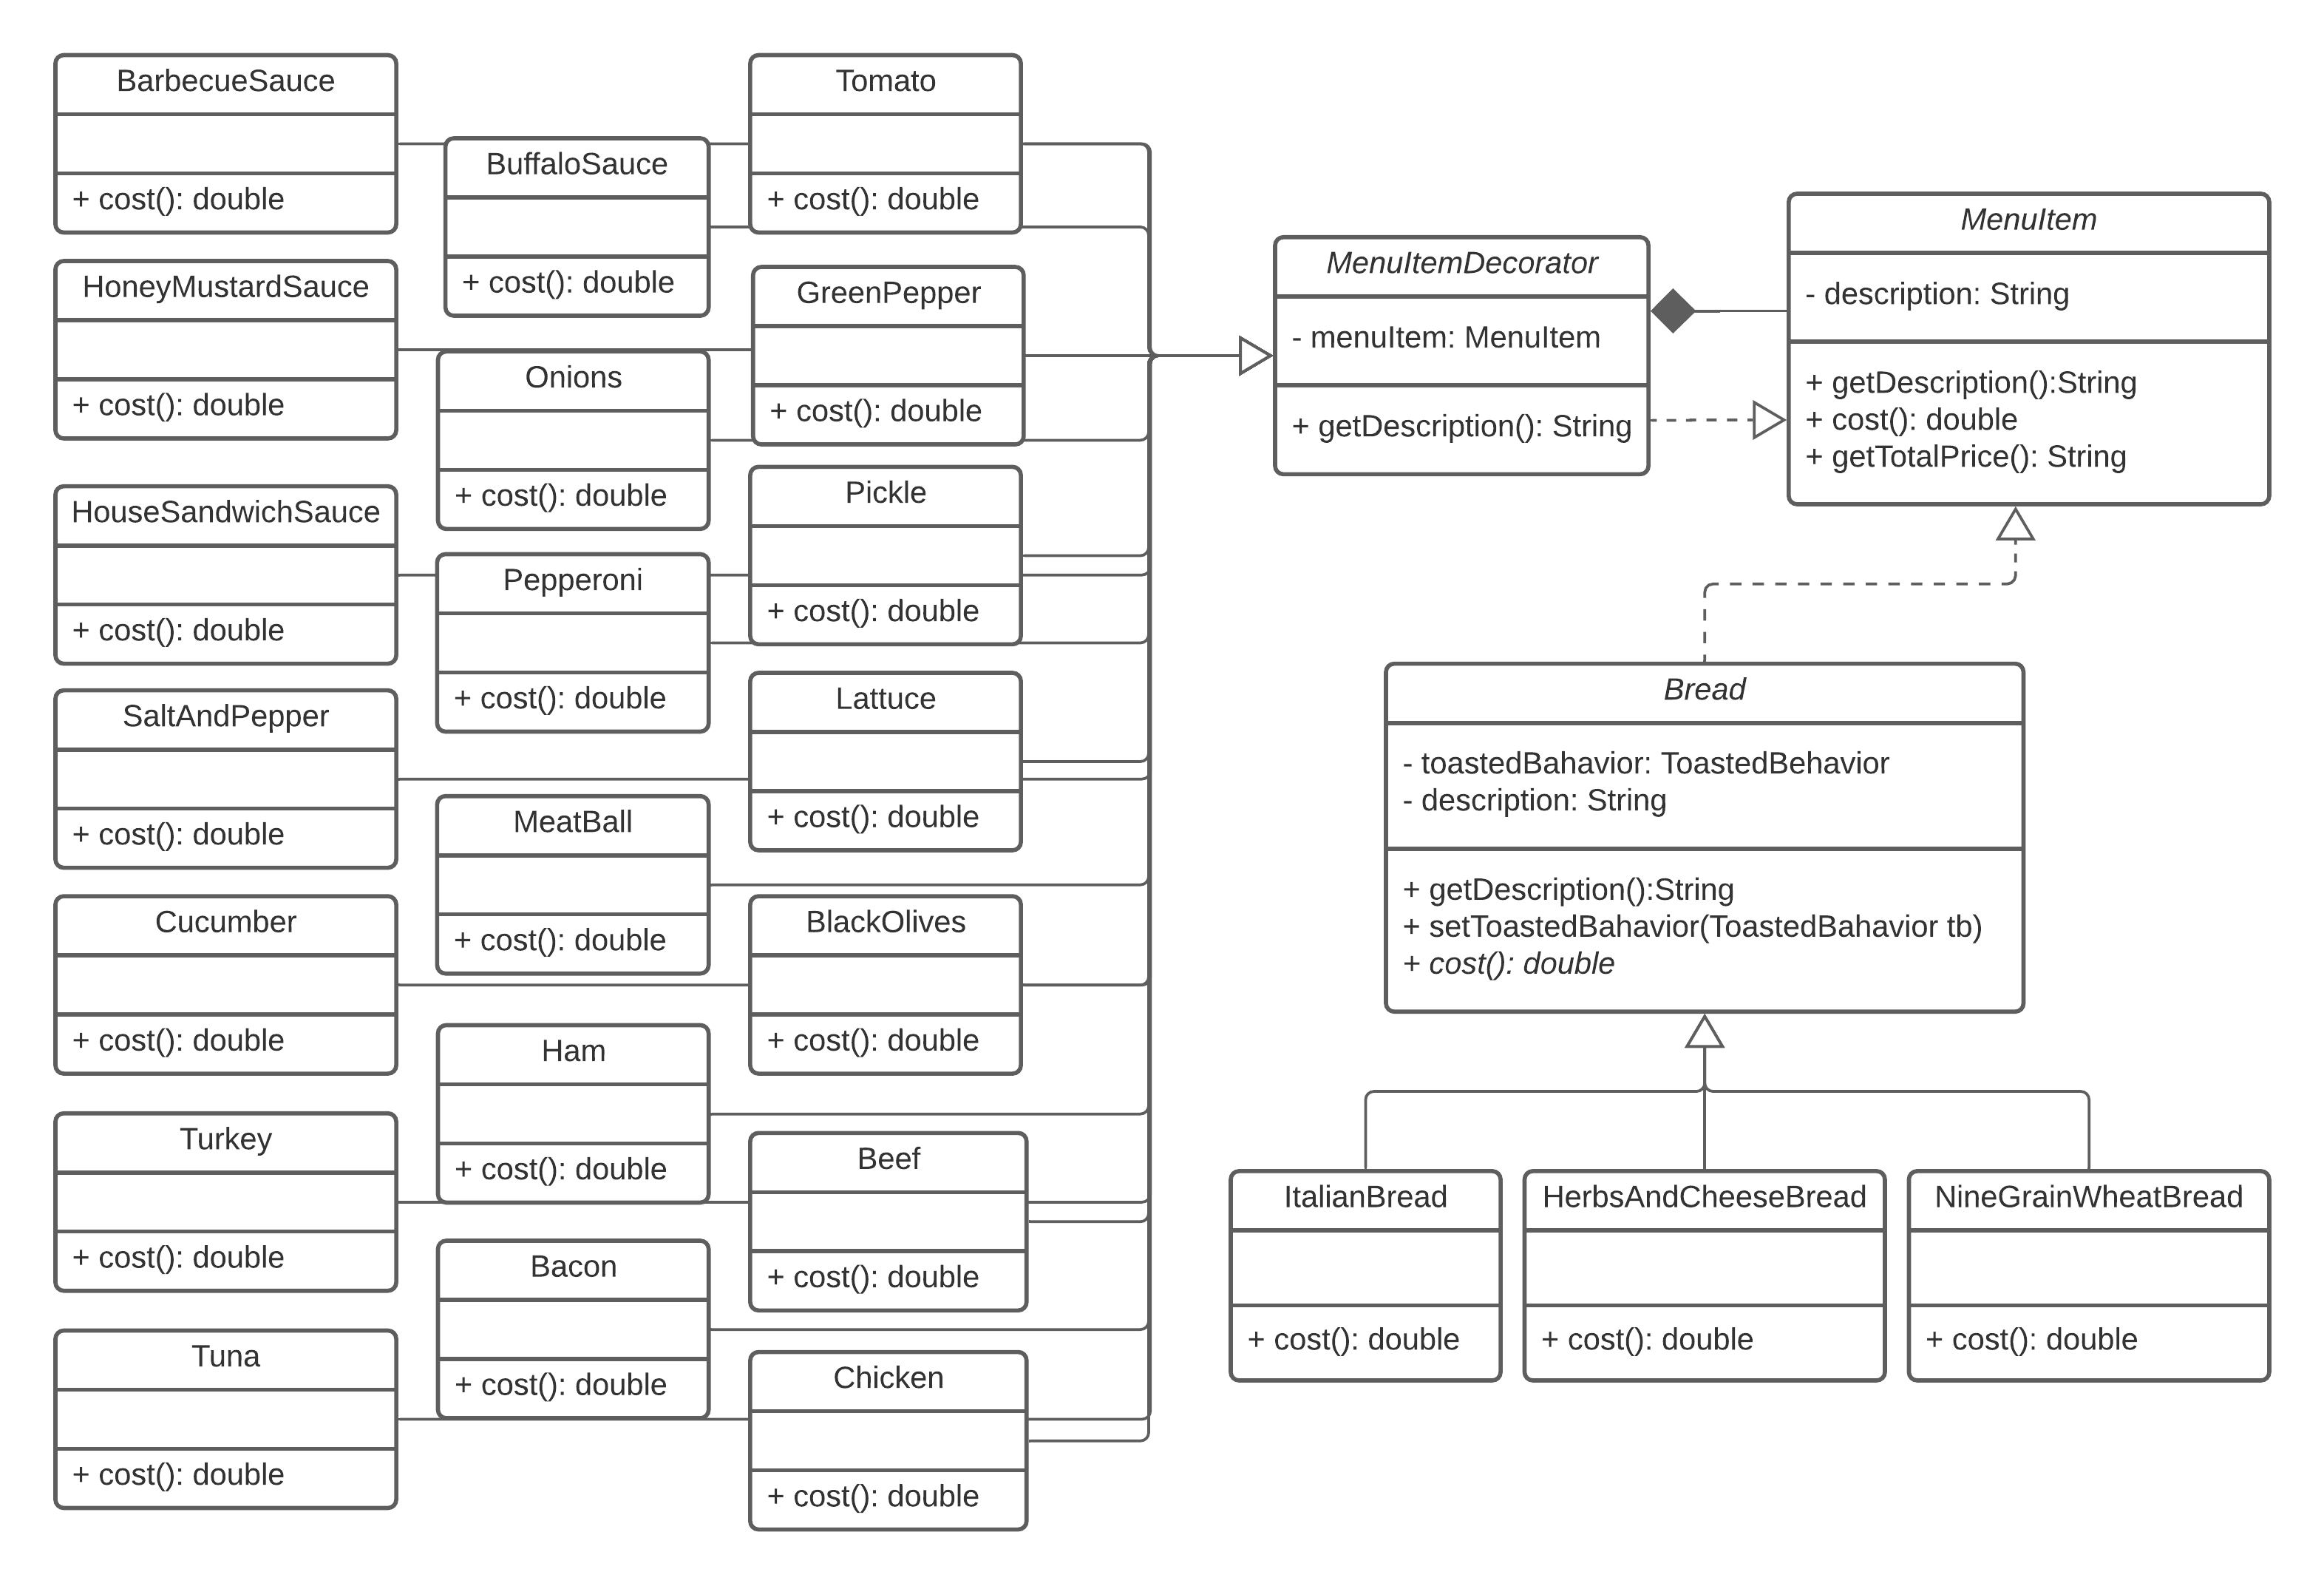 BarbecueSauce
+ cost(): double
HoneyMustardSauce
+ cost(): double
HouseSandwichSauce
+ cost(): double
SaltAndPepper
+ cost(): double
Cucumber
+ cost(): double
Turkey
+ cost(): double
Tuna
+ cost(): double
BuffaloSauce
+ cost(): double
Onions
+ cost(): double
Pepperoni
+ cost(): double
MeatBall
+ cost(): double
Ham
+ cost(): double
Bacon
+ cost(): double
Tomato
+ cost(): double
GreenPepper
+ cost(): double
Pickle
+ cost(): double
Lattuce
+ cost(): double
BlackOlives
+ cost(): double
Beef
+ cost(): double
Chicken
+ cost(): double
MenuItemDecorator
- menuItem: MenuItem
+ getDescription(): String
MenuItem
- description: String
+ getDescription():String
+ cost(): double
+ getTotalPrice(): String
Bread
- toastedBahavior: ToastedBehavior
- description: String
+ getDescription():String
+ setToastedBahavior(ToastedBahavior tb)
+ cost(): double
ItalianBread
+ cost(): double
HerbsAndCheeseBread
+ cost(): double
NineGrainWheatBread
+ cost(): double